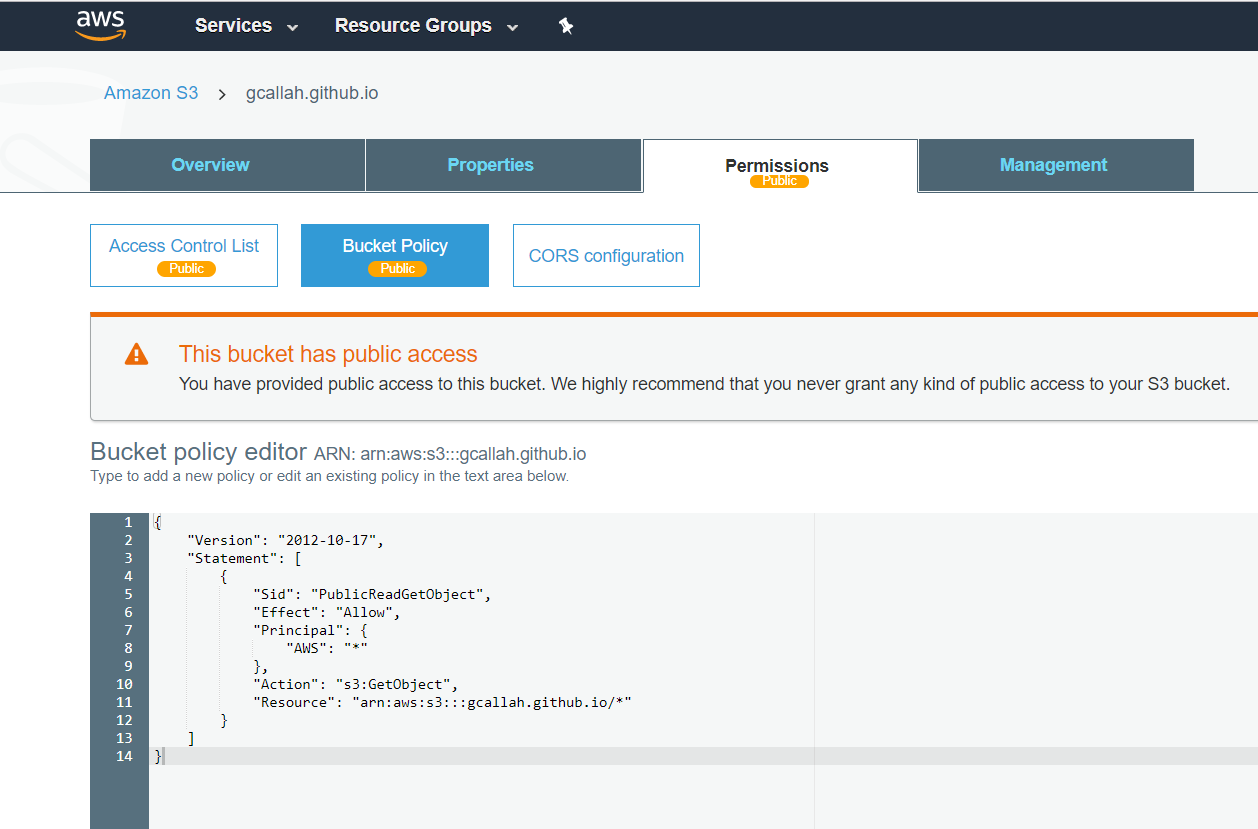 aws Services Resource Groups
Amazon S3 > gcallah.github.io
Overview Properties Permissions Management
Public
Access Control List Bucket Policy CORS configuration
Public Public
This bucket has public access
You have provided public access to this bucket. We highly recommend that you never grant any kind of public access to your S3 bucket.
Bucket policy editor ARN: arn:aws:s3:::gcallah.github.io
Type to add a new policy or edit an existing policy in the text area below.
1 {
2     "Version": "2012-10-17",
3     "Statement": [
4         {
5             "Sid": "PublicReadGetObject",
6             "Effect": "Allow",
7             "Principal": {
8                 "AWS": "*"
9             },
10             "Action": "s3:GetObject",
11             "Resource": "arn:aws:s3:::gcallah.github.io/*"
12         }
13     ]
14 }